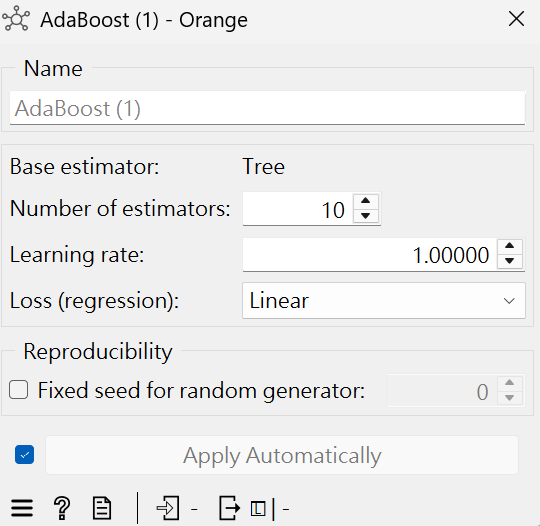 AdaBoost (1) - Orange
Name
AdaBoost (1)
Base estimator: Tree
Number of estimators: 10
Learning rate: 1.00000
Loss (regression): Linear
Reproducibility
Fixed seed for random generator: 0
Apply Automatically
? - L | -